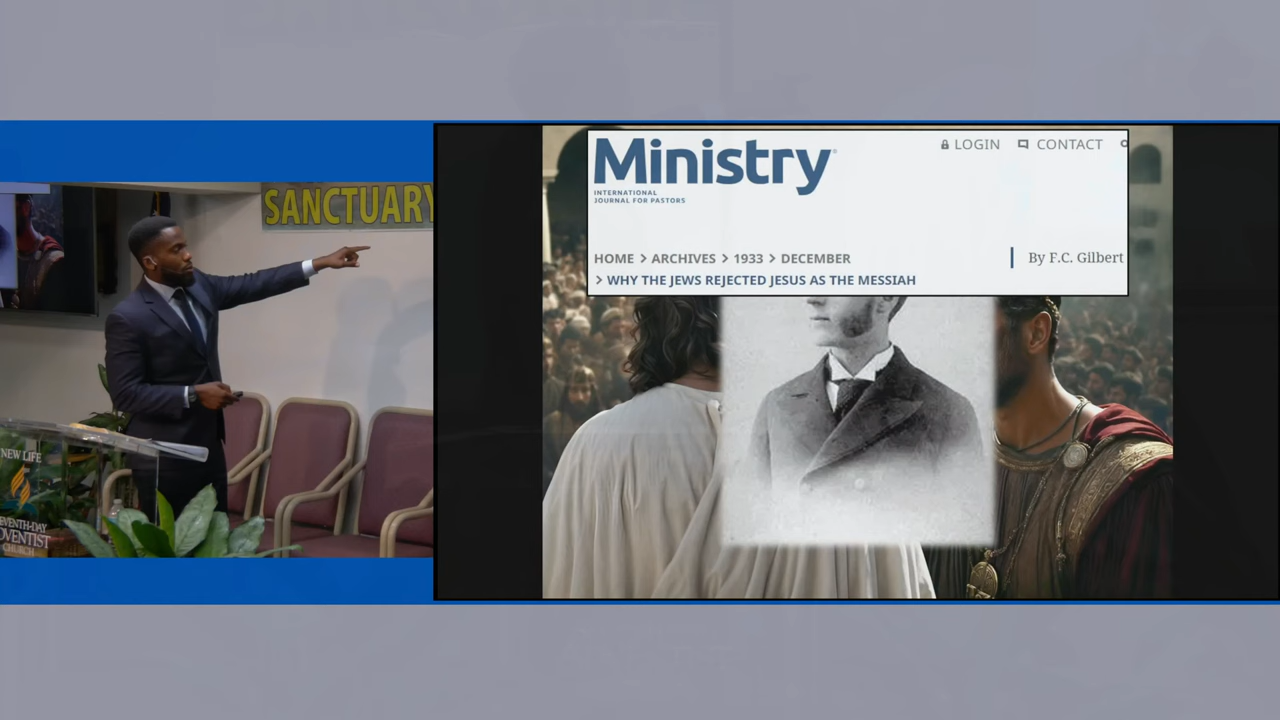 SANCTUARY
NEW LIFE
SEVENTH-DAY
ADVENTIST
CHURCH
Ministry
INTERNATIONAL
JOURNAL FOR PASTORS
LOGIN
CONTACT
HOME > ARCHIVES > 1933 > DECEMBER
> WHY THE JEWS REJECTED JESUS AS THE MESSIAH
By F.C. Gilbert